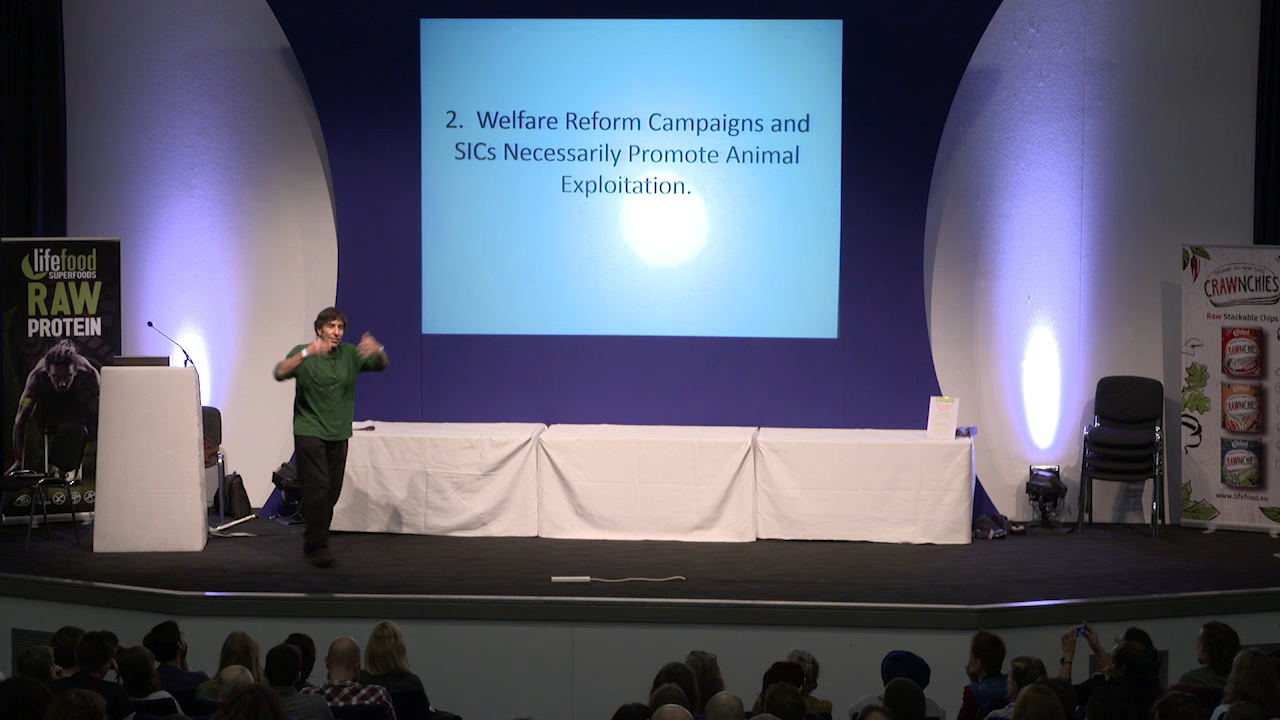 2. Welfare Reform Campaigns and
SICs Necessarily Promote Animal
Exploitation.
lifefood
SUPERFOODS
RAW
PROTEIN
CRAWNCHIES
Raw Stackable Chips
CRAWNCHIES
CRAWNCHIES
CRAWNCHIES
www.lifefood.eu